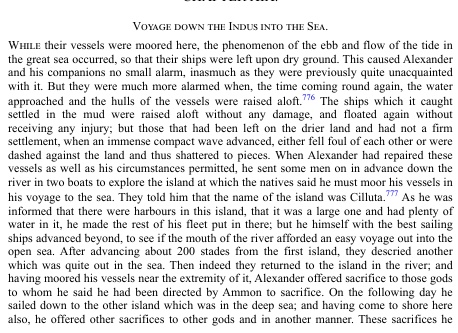 VOYAGE DOWN THE INDUS INTO THE SEA.
WHILE their vessels were moored here, the phenomenon of the ebb and flow of the tide in
the great sea occurred, so that their ships were left upon dry ground. This caused Alexander
and his companions no small alarm, inasmuch as they were previously quite unacquainted
with it. But they were much more alarmed when, the time coming round again, the water
approached and the hulls of the vessels were raised aloft.776 The ships which it caught
settled in the mud were raised aloft without any damage, and floated again without
receiving any injury; but those that had been left on the drier land and had not a firm
settlement, when an immense compact wave advanced, either fell foul of each other or were
dashed against the land and thus shattered to pieces. When Alexander had repaired these
vessels as well as his circumstances permitted, he sent some men on in advance down the
river in two boats to explore the island at which the natives said he must moor his vessels in
his voyage to the sea. They told him that the name of the island was Cilluta.777 As he was
informed that there were harbours in this island, that it was a large one and had plenty of
water in it, he made the rest of his fleet put in there; but he himself with the best sailing
ships advanced beyond, to see if the mouth of the river afforded an easy voyage out into the
open sea. After advancing about 200 stades from the first island, they descried another
which was quite out in the sea. Then indeed they returned to the island in the river; and
having moored his vessels near the extremity of it, Alexander offered sacrifice to those gods
to whom he said he had been directed by Ammon to sacrifice. On the following day he
sailed down to the other island which was in the deep sea; and having come to shore here
also, he offered other sacrifices to other gods and in another manner. These sacrifices he